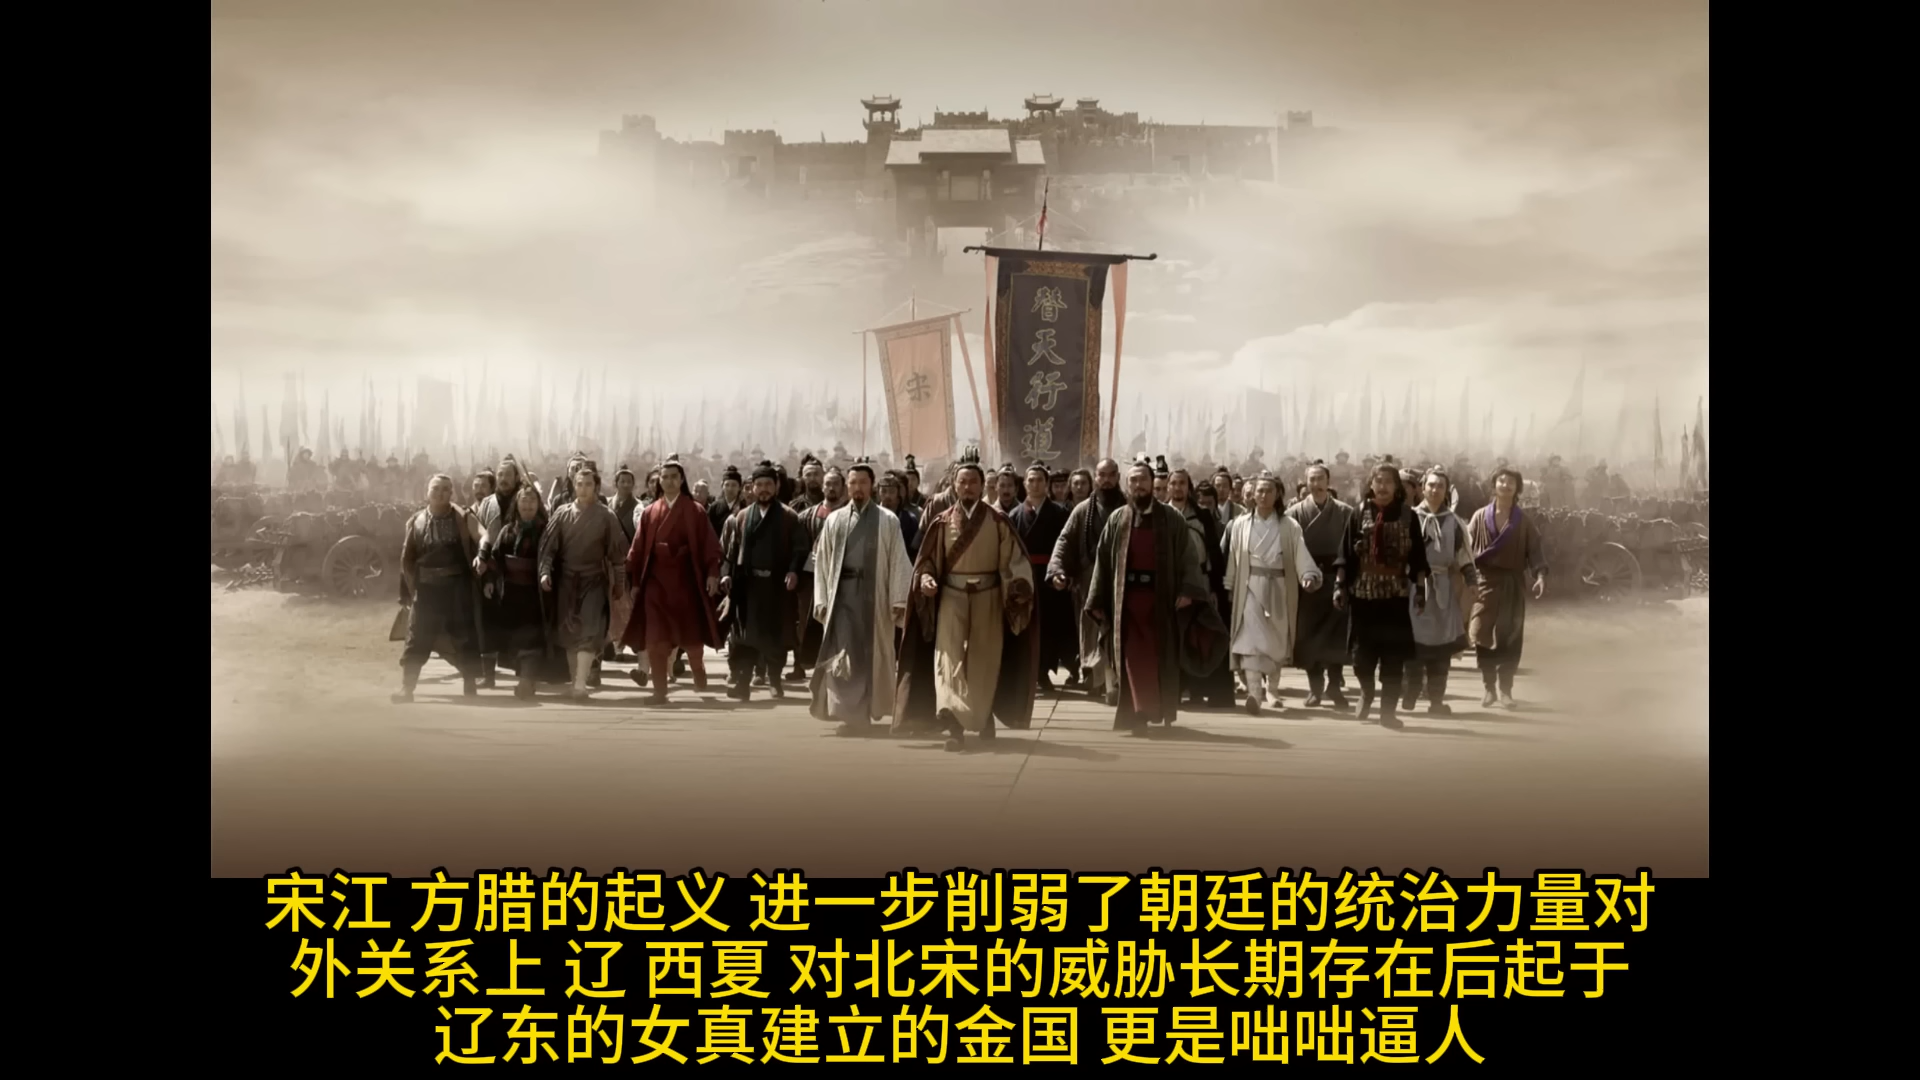 替天行道
宋
宋江 方腊的起义 进一步削弱了朝廷的统治力量对
外关系上 辽 西夏 对北宋的威胁长期存在后起于
辽东的女真建立的金国 更是咄咄逼人